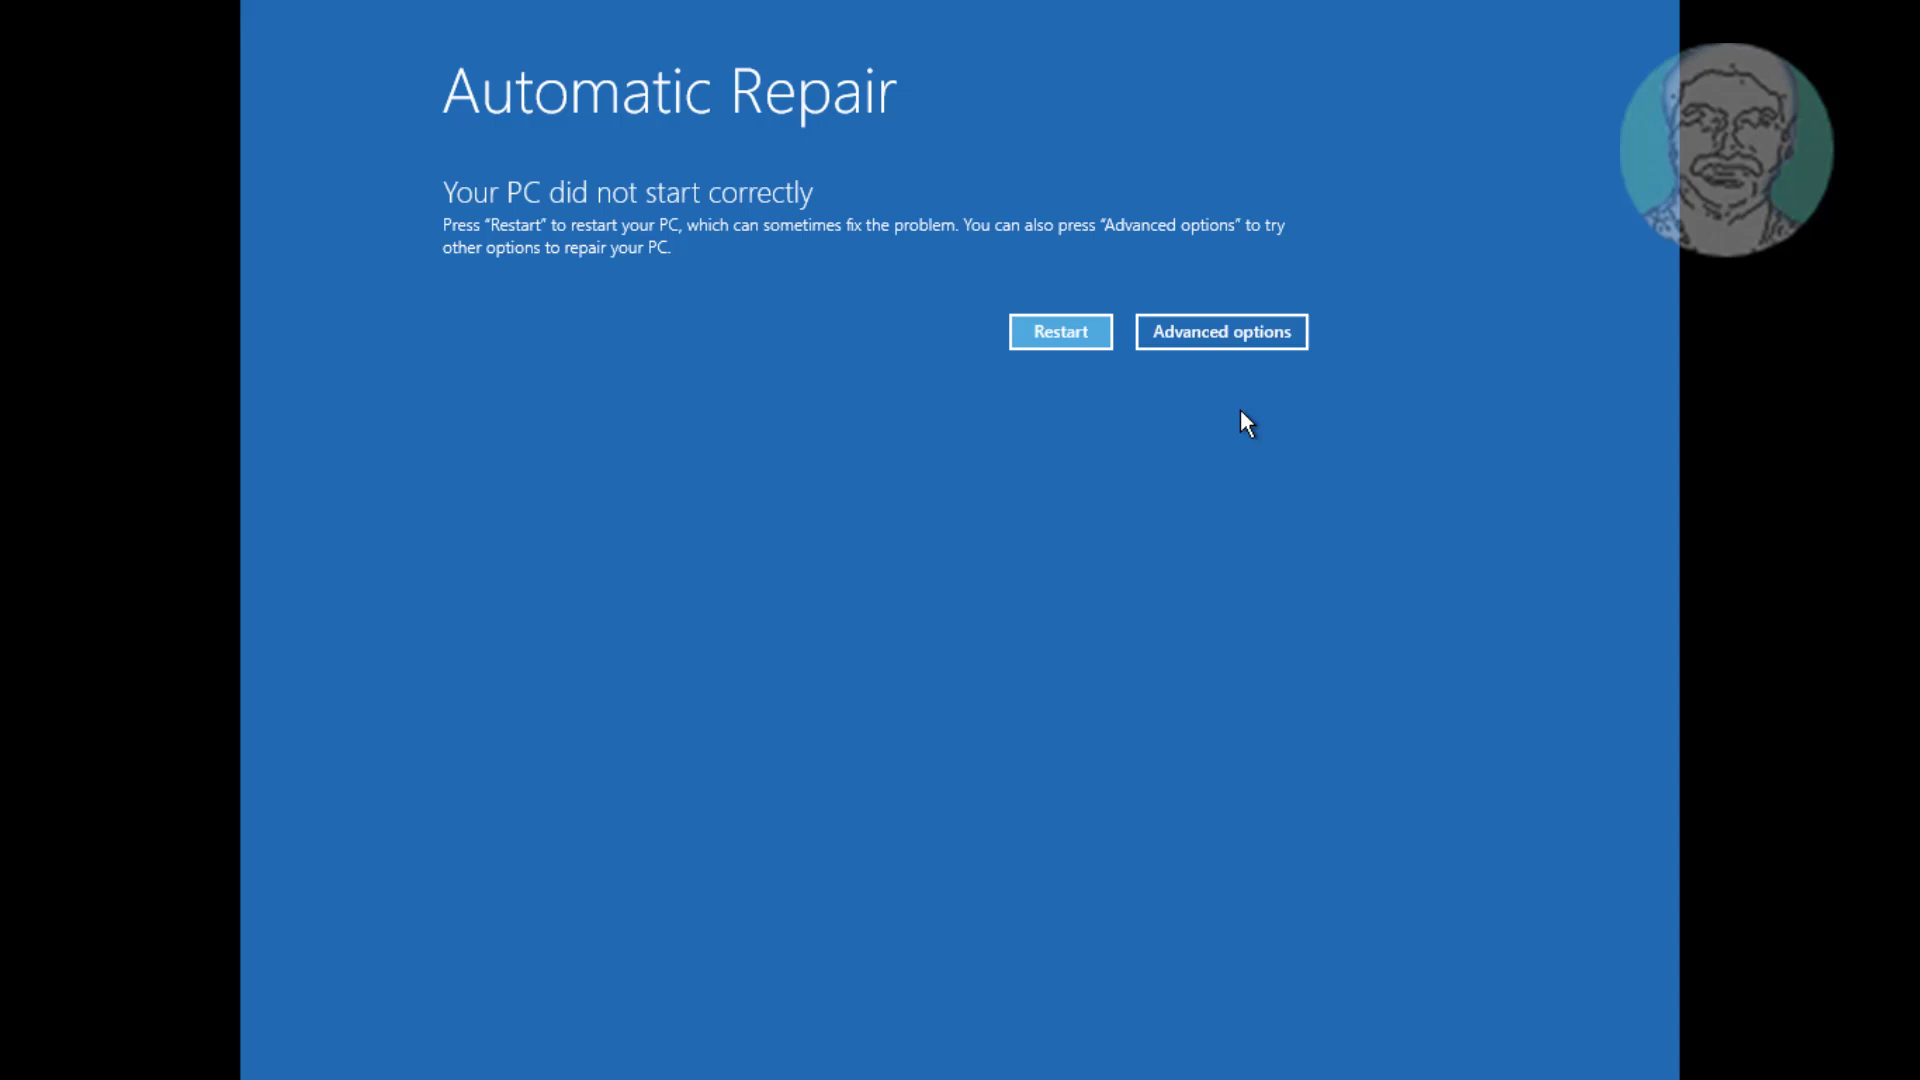 Automatic Repair
Your PC did not start correctly
Press “Restart” to restart your PC, which can sometimes fix the problem. You can also press “Advanced options” to try
other options to repair your PC.
Restart
Advanced options